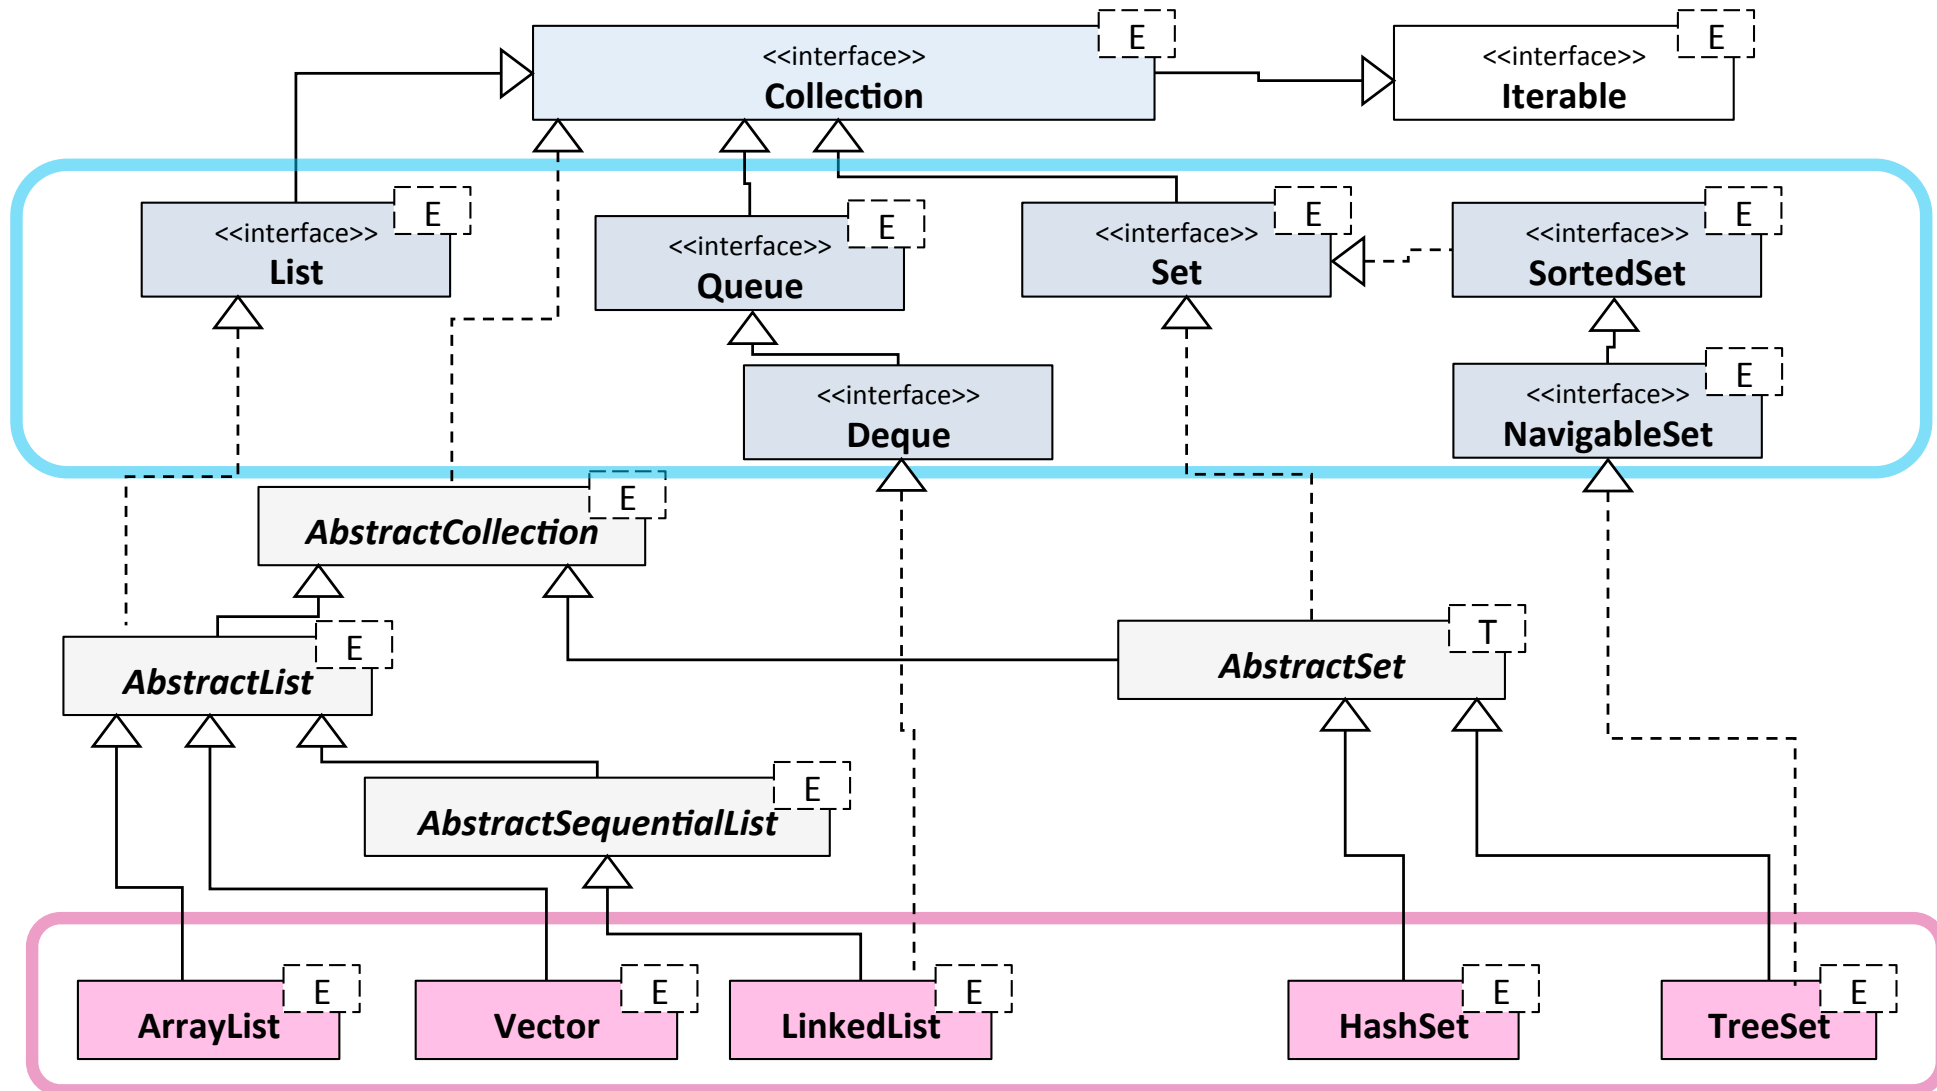 E
<<interface>>
Collection
E
<<interface>>
Iterable
E
<<interface>>
List
E
<<interface>>
Queue
E
<<interface>>
Set
E
<<interface>>
SortedSet
<<interface>>
Deque
E
<<interface>>
NavigableSet
E
AbstractCollection
E
AbstractList
T
AbstractSet
E
AbstractSequentialList
E
ArrayList
E
Vector
E
LinkedList
E
HashSet
E
TreeSet